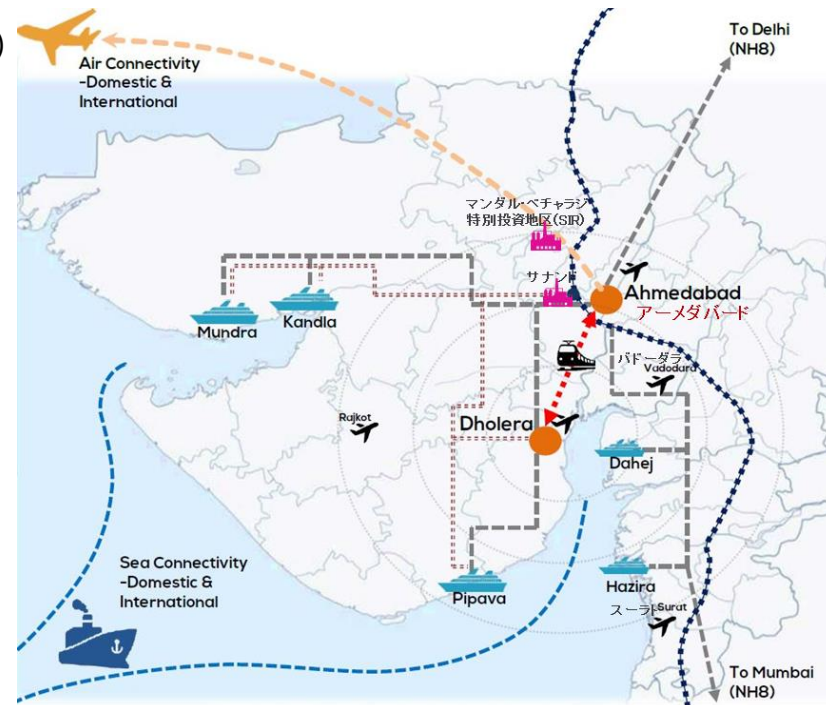 )
Air Connectivity
-Domestic &
International
To Delhi
(NH8)
マンダル・ベチャラジ
特別投資地区(SIR)
サナンド
Ahmedabad
アーメダバード
Mundra
Kandla
バドーダラ
Vadodara
Rajkot
Dholera
Dahej
Sea Connectivity
-Domestic &
International
Pipava
Hazira
スーラト
Surat
To Mumbai
(NH8)